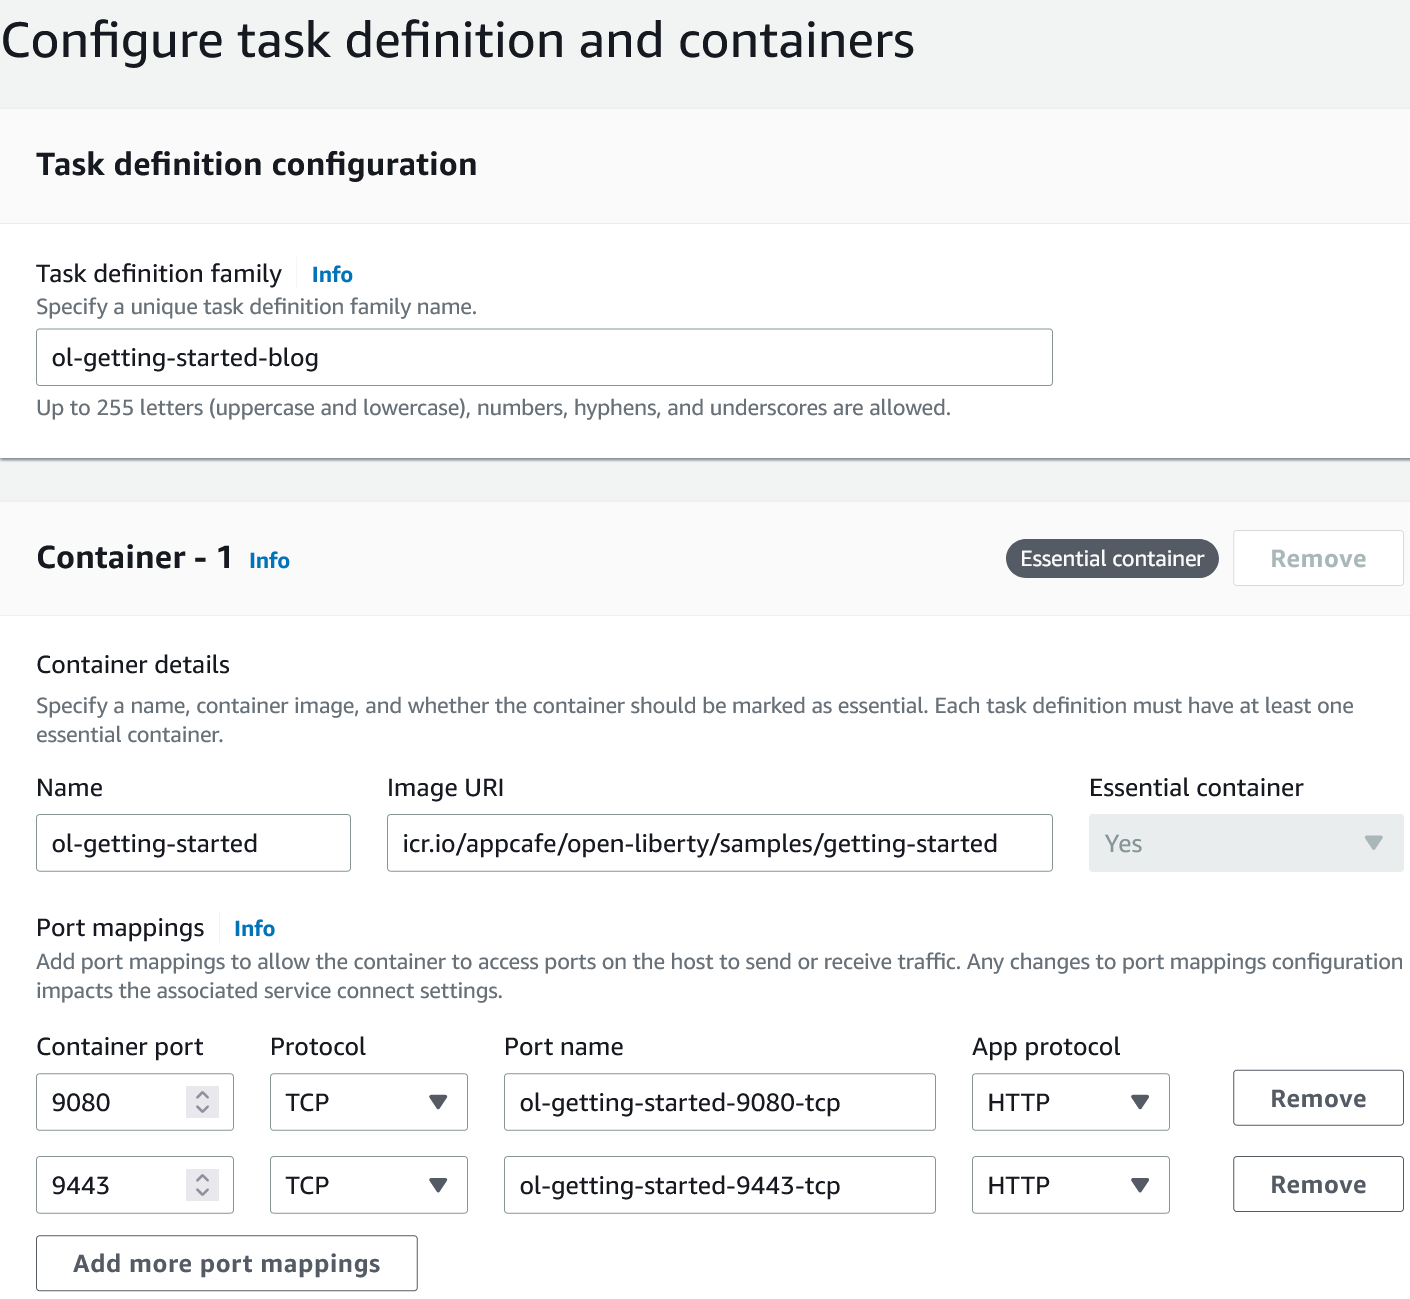 Configure task definition and containers
Task definition configuration
Task definition family Info
Specify a unique task definition family name.
ol-getting-started-blog
Up to 255 letters (uppercase and lowercase), numbers, hyphens, and underscores are allowed.
Container - 1 Info Essential container Remove
Container details
Specify a name, container image, and whether the container should be marked as essential. Each task definition must have at least one
essential container.
Name Image URI Essential container
ol-getting-started icr.io/appcafe/open-liberty/samples/getting-started Yes
Port mappings Info
Add port mappings to allow the container to access ports on the host to send or receive traffic. Any changes to port mappings configuration
impacts the associated service connect settings.
Container port Protocol Port name App protocol
9080 TCP ol-getting-started-9080-tcp HTTP Remove
9443 TCP ol-getting-started-9443-tcp HTTP Remove
Add more port mappings